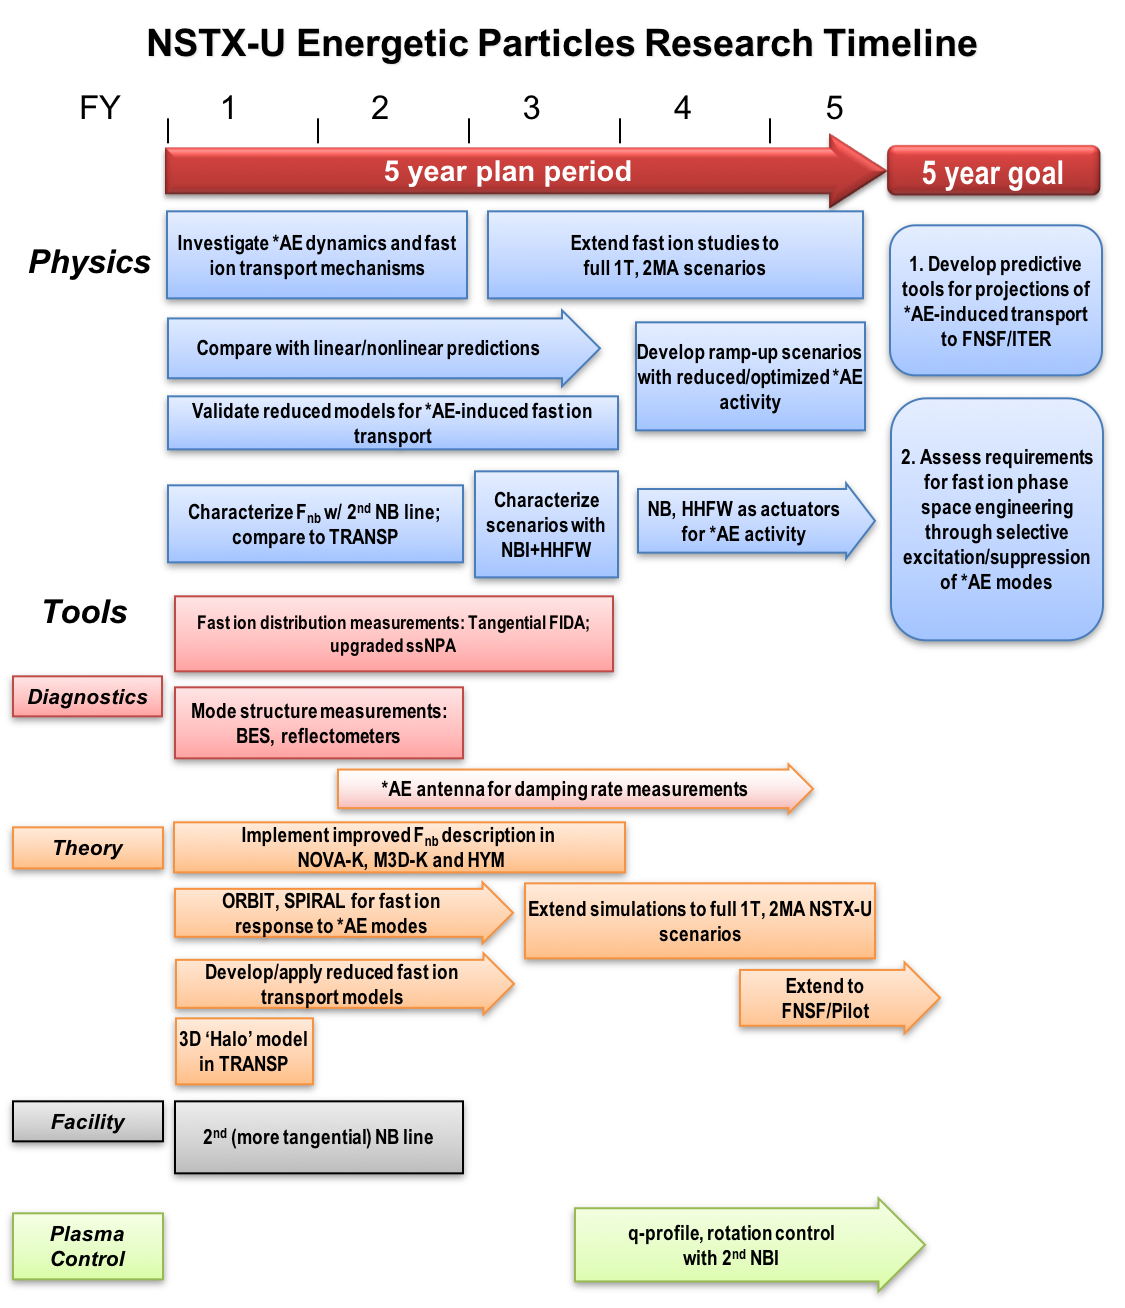 NSTX-U Energetic Particles Research Timeline
FY 1 2 3 4 5
5 year plan period
5 year goal
Physics
Investigate *AE dynamics and fast
ion transport mechanisms
Extend fast ion studies to
full 1T, 2MA scenarios
1. Develop predictive
tools for projections of
*AE-induced transport
to FNSF/ITER
Compare with linear/nonlinear predictions
Develop ramp-up scenarios
with reduced/optimized *AE
activity
Validate reduced models for *AE-induced fast ion
transport
2. Assess requirements
for fast ion phase
space engineering
through selective
excitation/suppression
of *AE modes
Characterize Fnb w/ 2nd NB line;
compare to TRANSP
Characterize
scenarios with
NBI+HHFW
NB, HHFW as actuators
for *AE activity
Tools
Fast ion distribution measurements: Tangential FIDA;
upgraded ssNPA
Diagnostics
Mode structure measurements:
BES, reflectometers
*AE antenna for damping rate measurements
Theory
Implement improved Fnb description in
NOVA-K, M3D-K and HYM
ORBIT, SPIRAL for fast ion
response to *AE modes
Extend simulations to full 1T, 2MA NSTX-U
scenarios
Develop/apply reduced fast ion
transport models
Extend to
FNSF/Pilot
3D ‘Halo’ model
in TRANSP
Facility
2nd (more tangential) NB line
Plasma
Control
q-profile, rotation control
with 2nd NBI